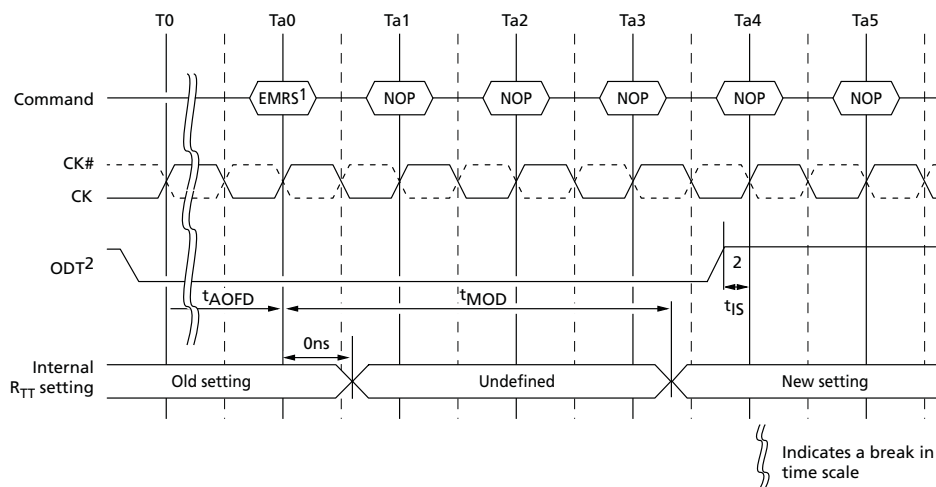 T0 Ta0 Ta1 Ta2 Ta3 Ta4 Ta5
Command EMRS1 NOP NOP NOP NOP NOP
CK#
CK
ODT2 2
tAOFD tMOD tIS
0ns
Internal
RTT setting Old setting Undefined New setting
Indicates a break in
time scale